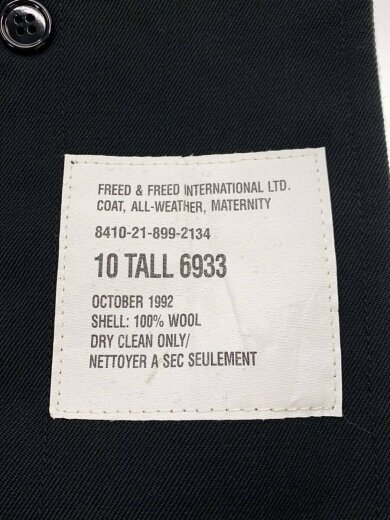 FREED & FREED INTERNATIONAL LTD.
COAT, ALL-WEATHER, MATERNITY
8410-21-899-2134
10 TALL 6933
OCTOBER 1992
SHELL: 100% WOOL
DRY CLEAN ONLY/
NETTOYER A SEC SEULEMENT